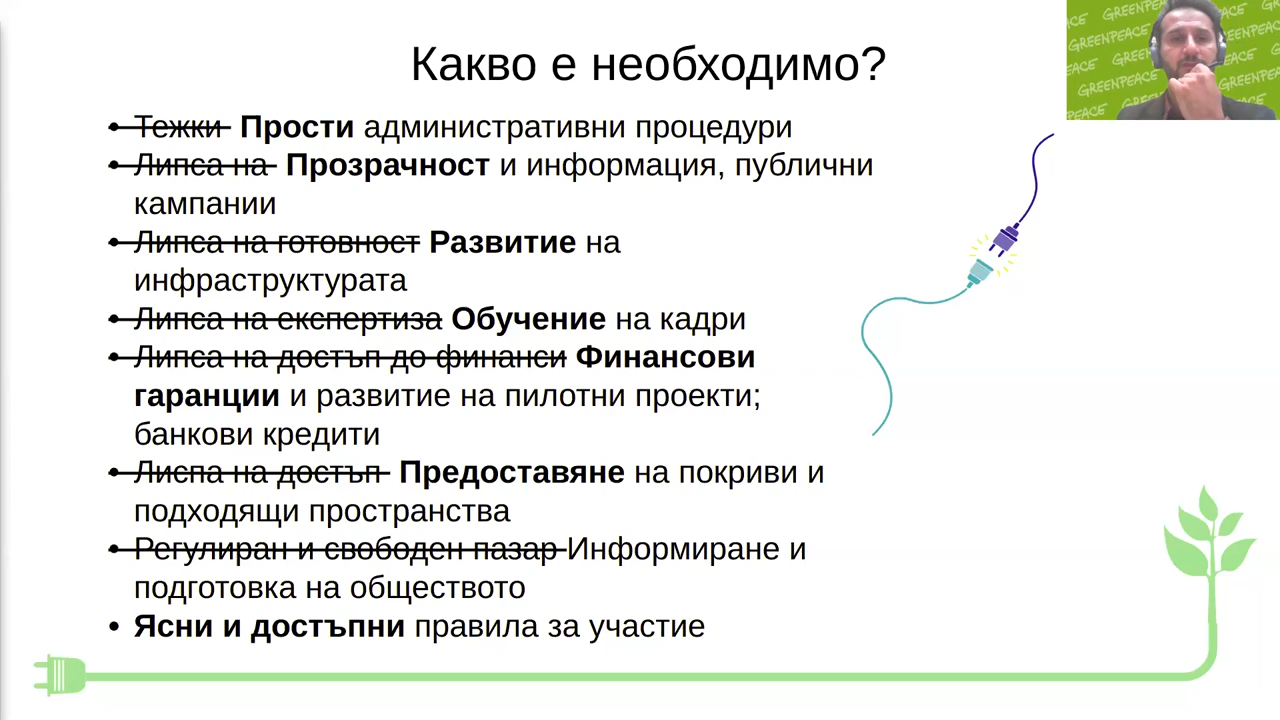 Какво е необходимо?
• Тежки Прости административни процедури
• Липса на Прозрачност и информация, публични
кампании
• Липса на готовност Развитие на
инфраструктурата
• Липса на експертиза Обучение на кадри
• Липса на достъп до финанси Финансови
гаранции и развитие на пилотни проекти;
банкови кредити
• Лиспа на достъп Предоставяне на покриви и
подходящи пространства
• Регулиран и свободен пазар Информиране и
подготовка на обществото
• Ясни и достъпни правила за участие
GREENPEACE
GREENPEACE
GREENPEACE
GREENPEACE